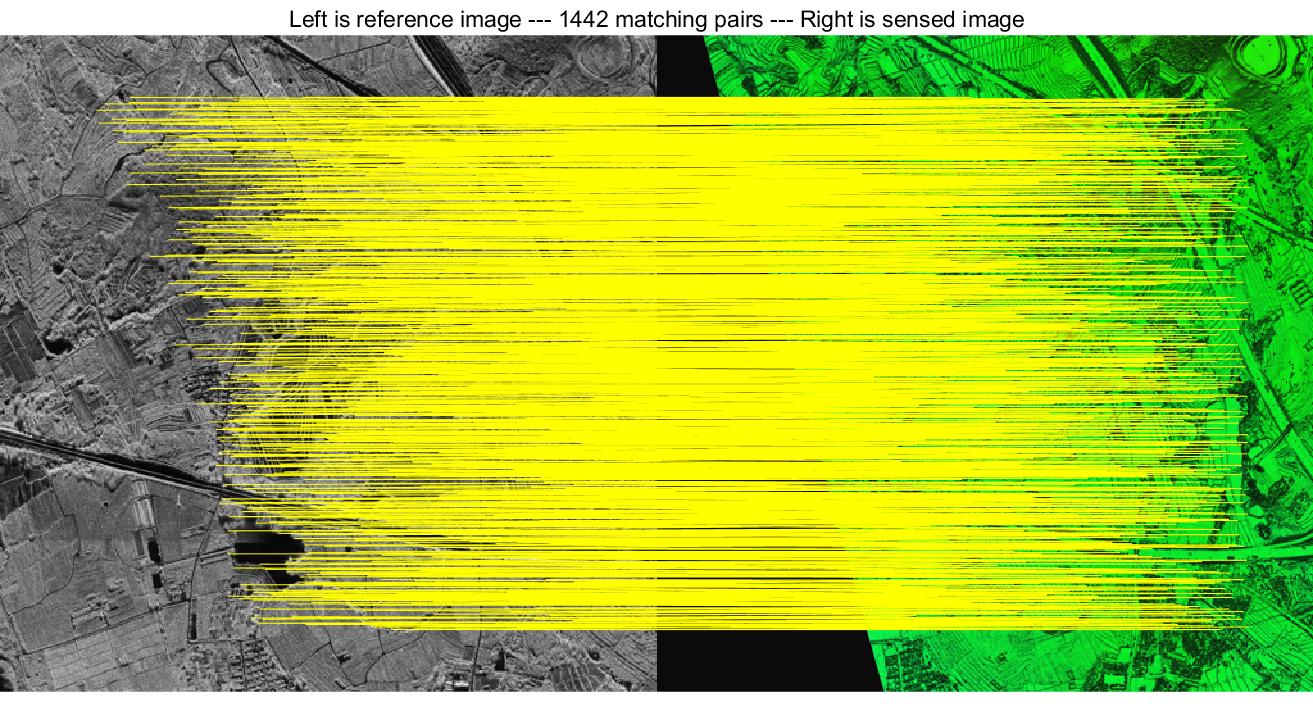 Left is reference image --- 1442 matching pairs --- Right is sensed image